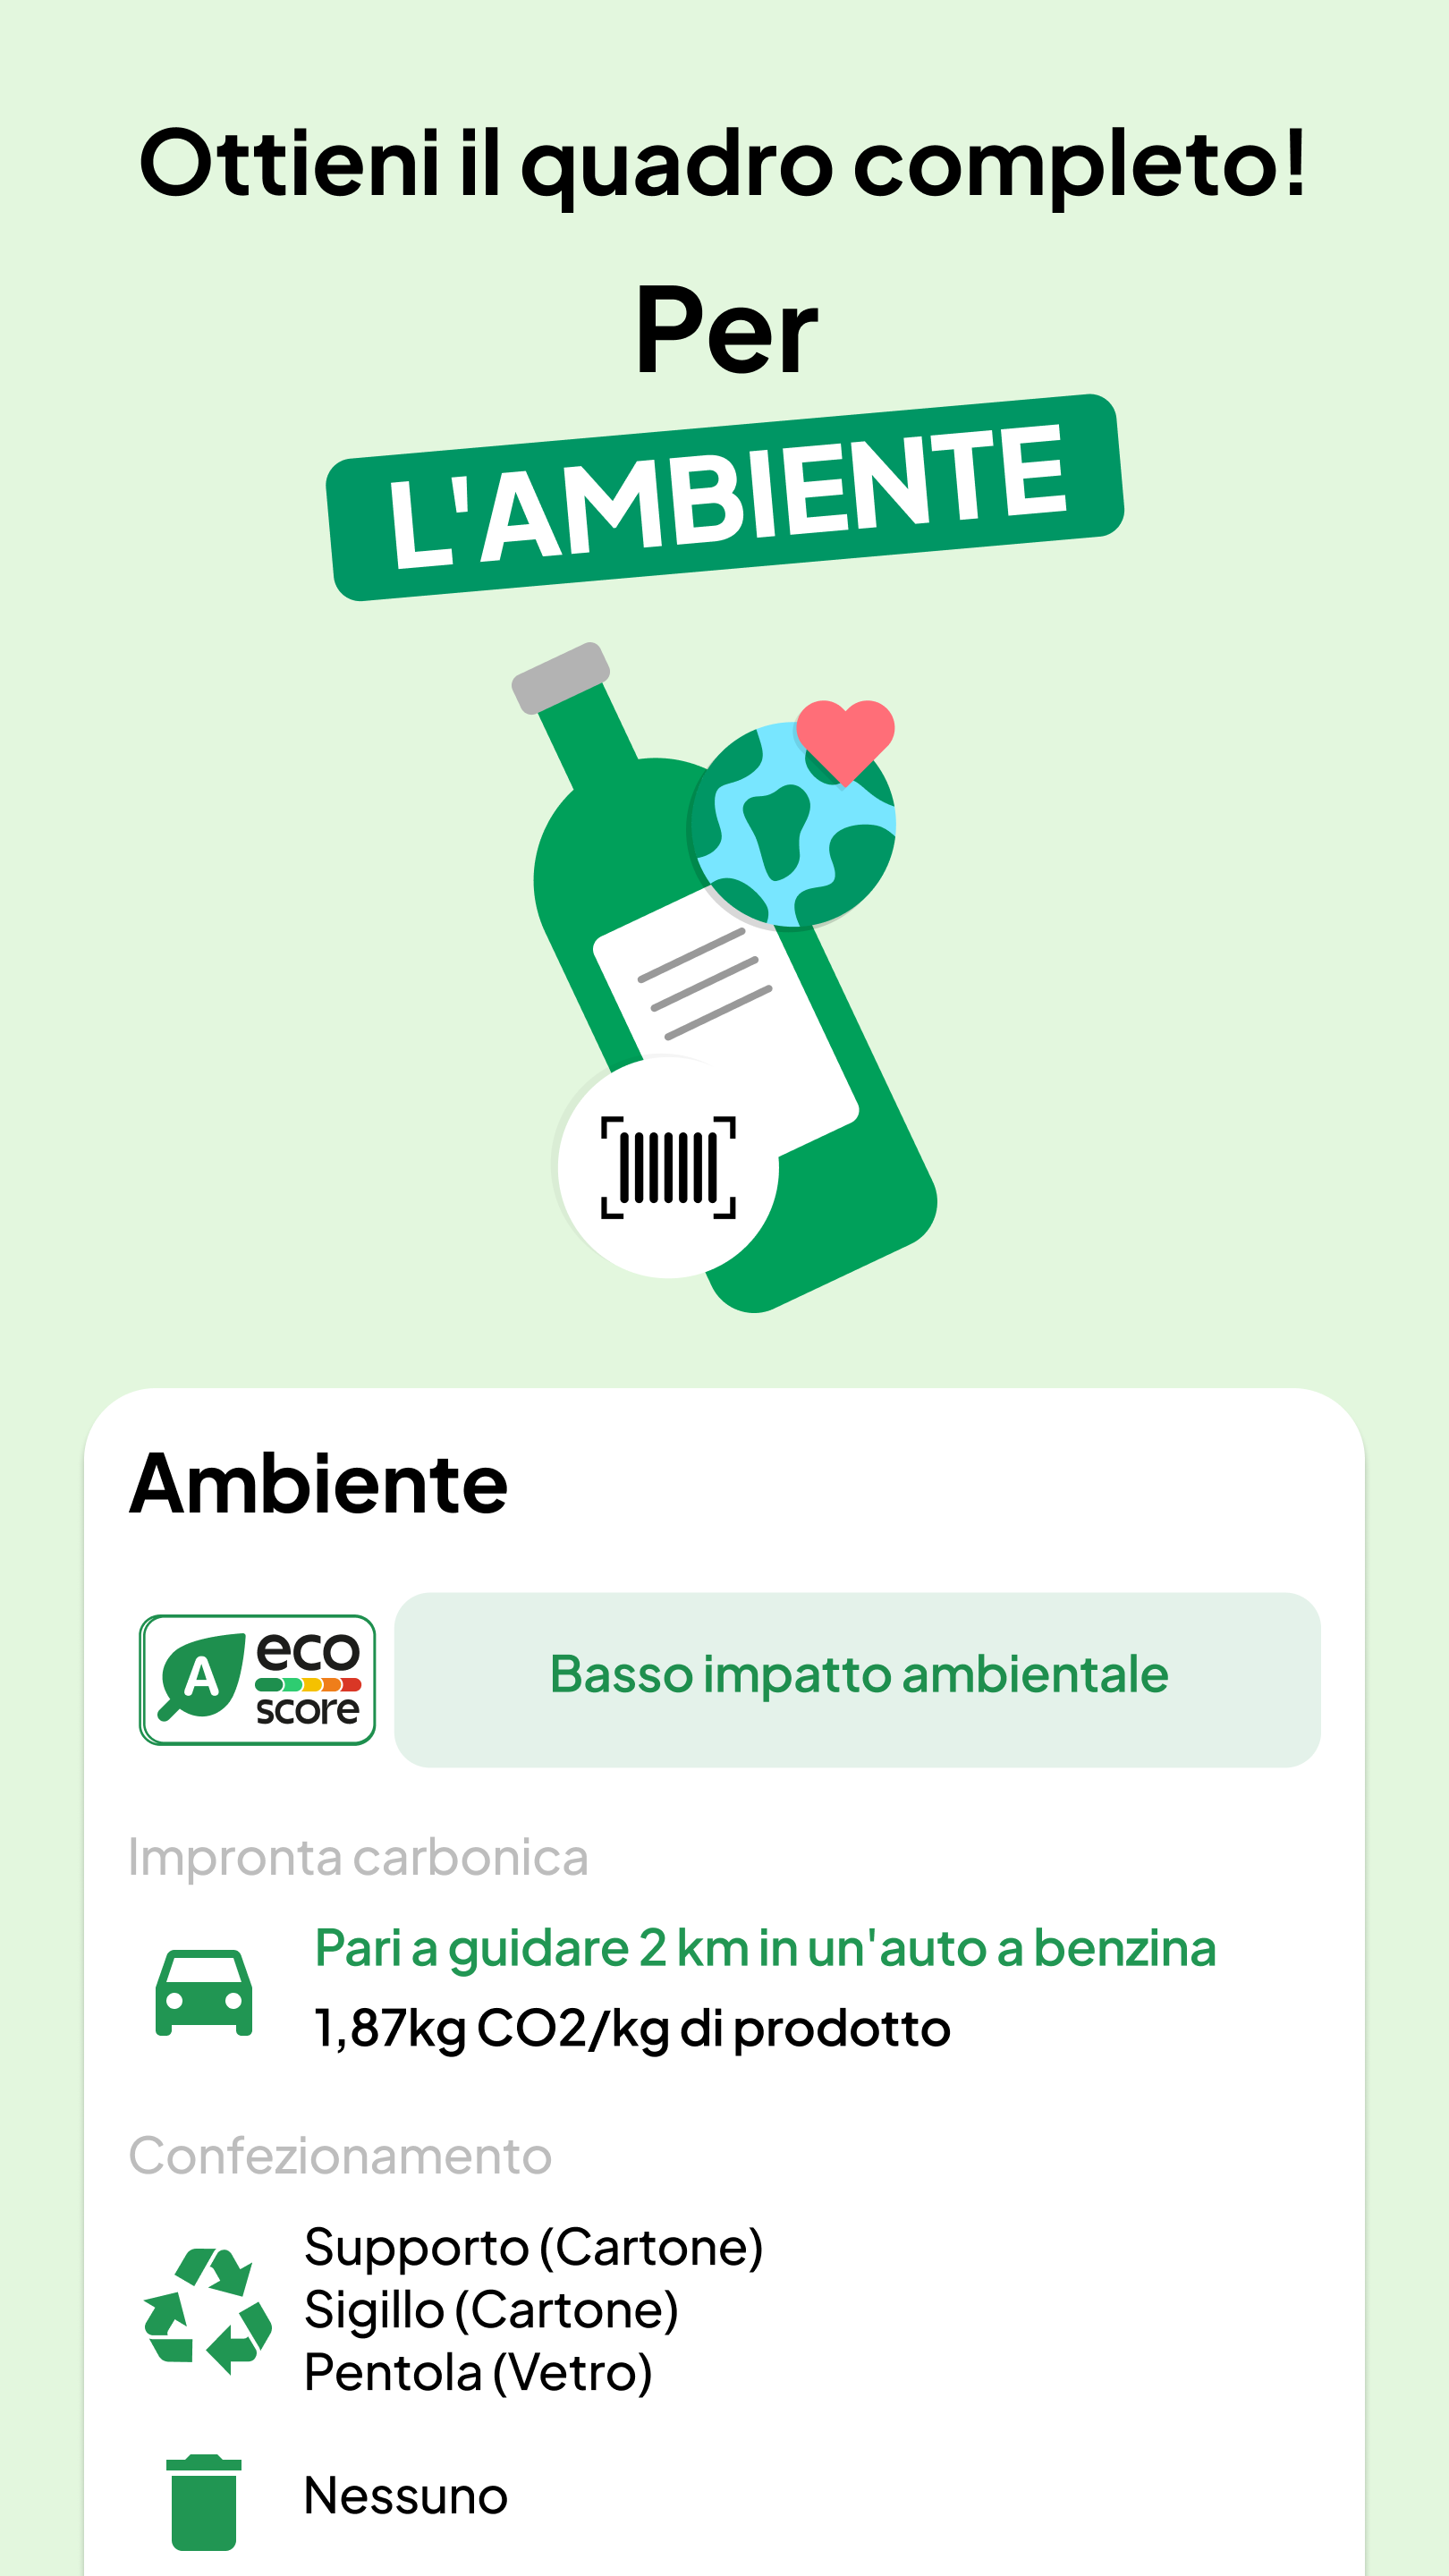 Ottieni il quadro completo!
Per
L'AMBIENTE
Ambiente
A
eco
score
Basso impatto ambientale
Impronta carbonica
Pari a guidare 2 km in un'auto a benzina
1,87kg CO2/kg di prodotto
Confezionamento
Supporto (Cartone)
Sigillo (Cartone)
Pentola (Vetro)
Nessuno